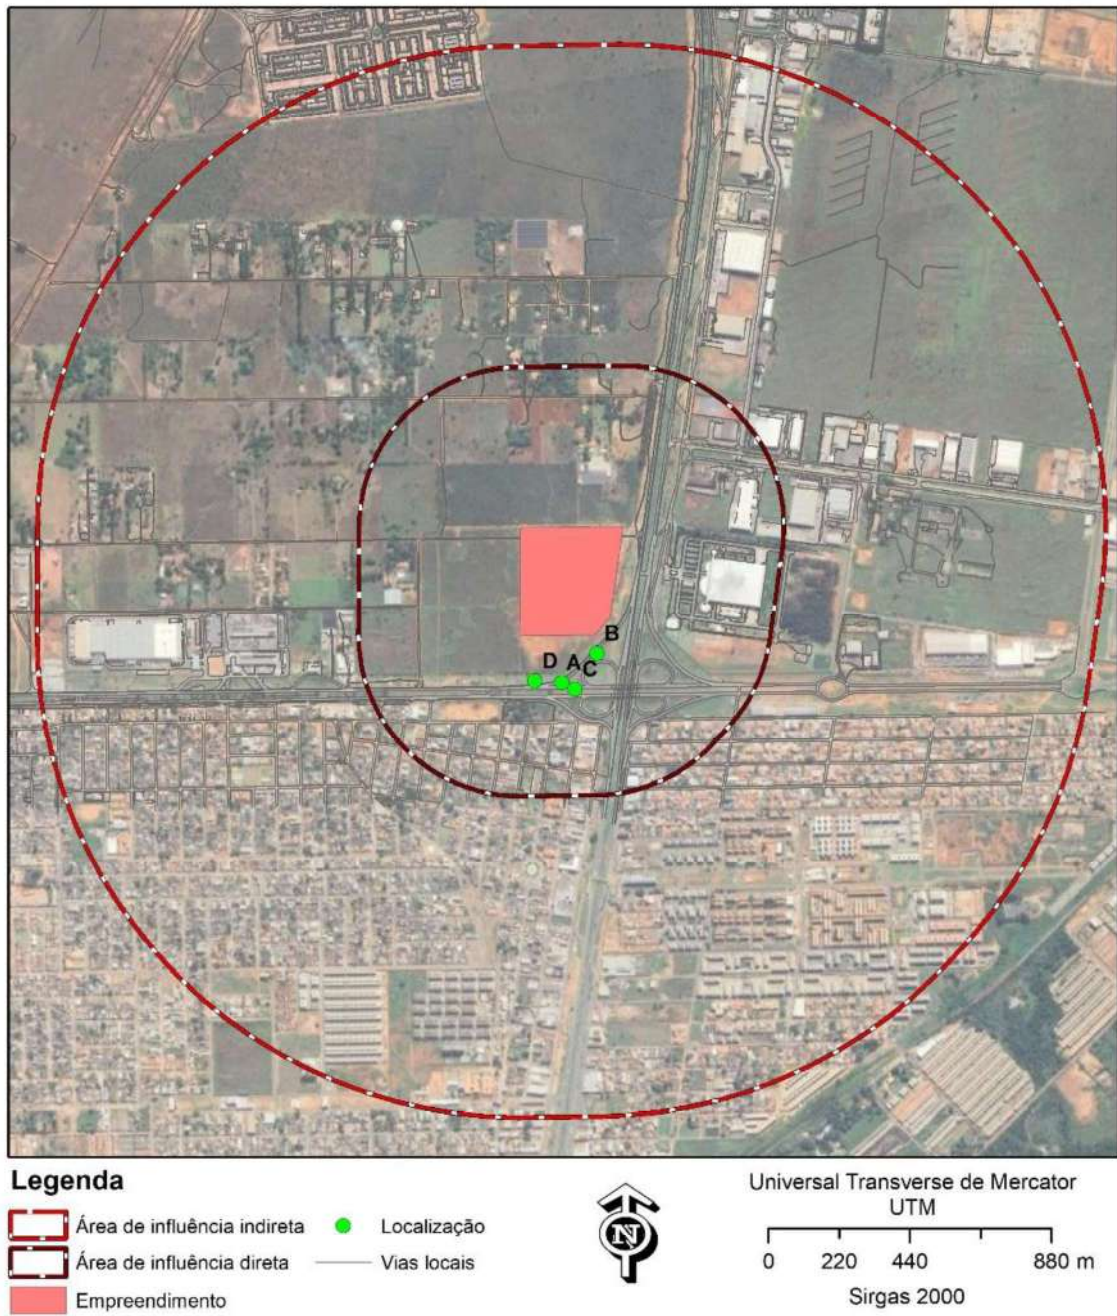 B
D A C
Legenda
Área de influência indireta
Localização
Área de influência direta
Vias locais
Empreendimento
N
Universal Transverse de Mercator
UTM
0 220 440 880 m
Sirgas 2000